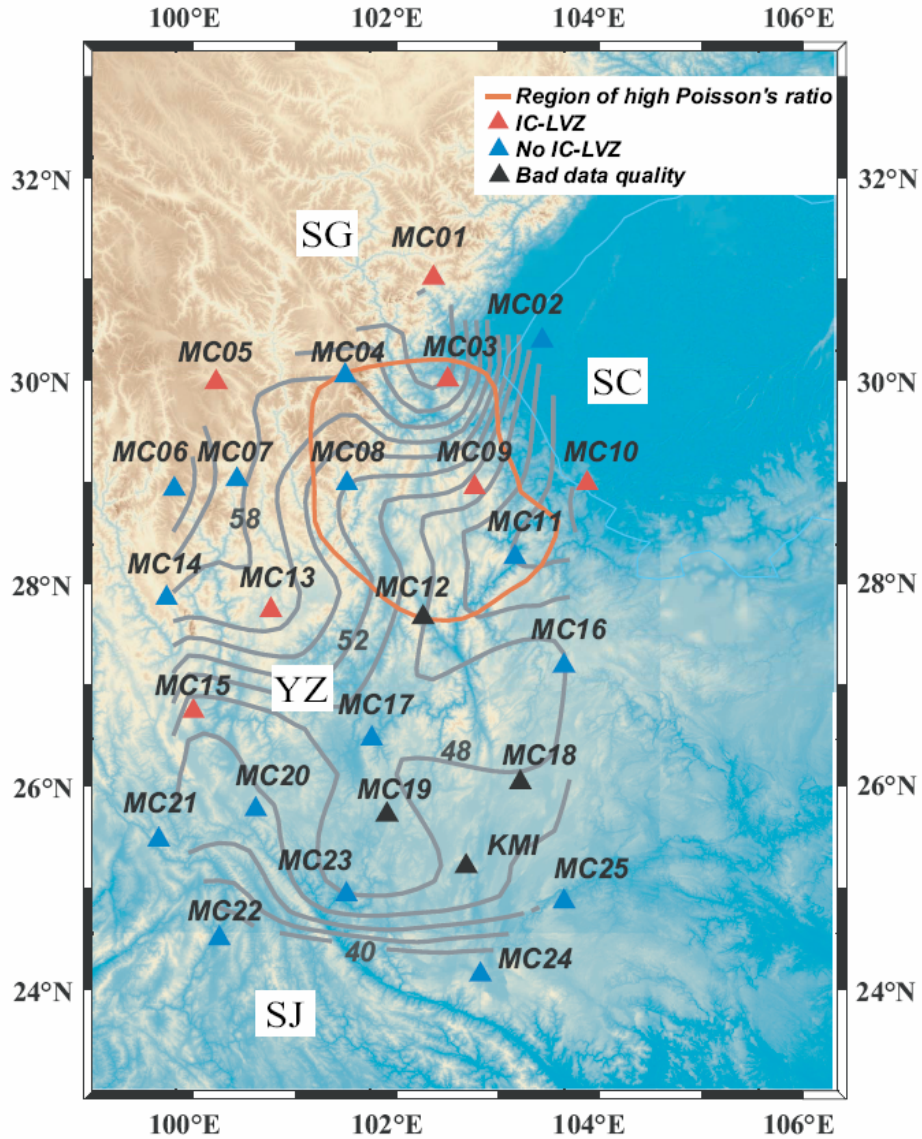 100°E 102°E 104°E 106°E
Region of high Poisson's ratio
IC-LVZ
No IC-LVZ
Bad data quality
32°N 32°N
SG
MC01
MC02
MC05 MC04 MC03
30°N 30°N
SC
MC06 MC07 MC08 MC09 MC10
58
MC11
MC14 MC13 MC12
28°N 28°N
52
MC16
MC15 YZ
MC17
48 MC18
26°N 26°N
MC20 MC19
MC21
MC23 KMI
MC25
MC22
40
MC24
24°N 24°N
SJ
100°E 102°E 104°E 106°E